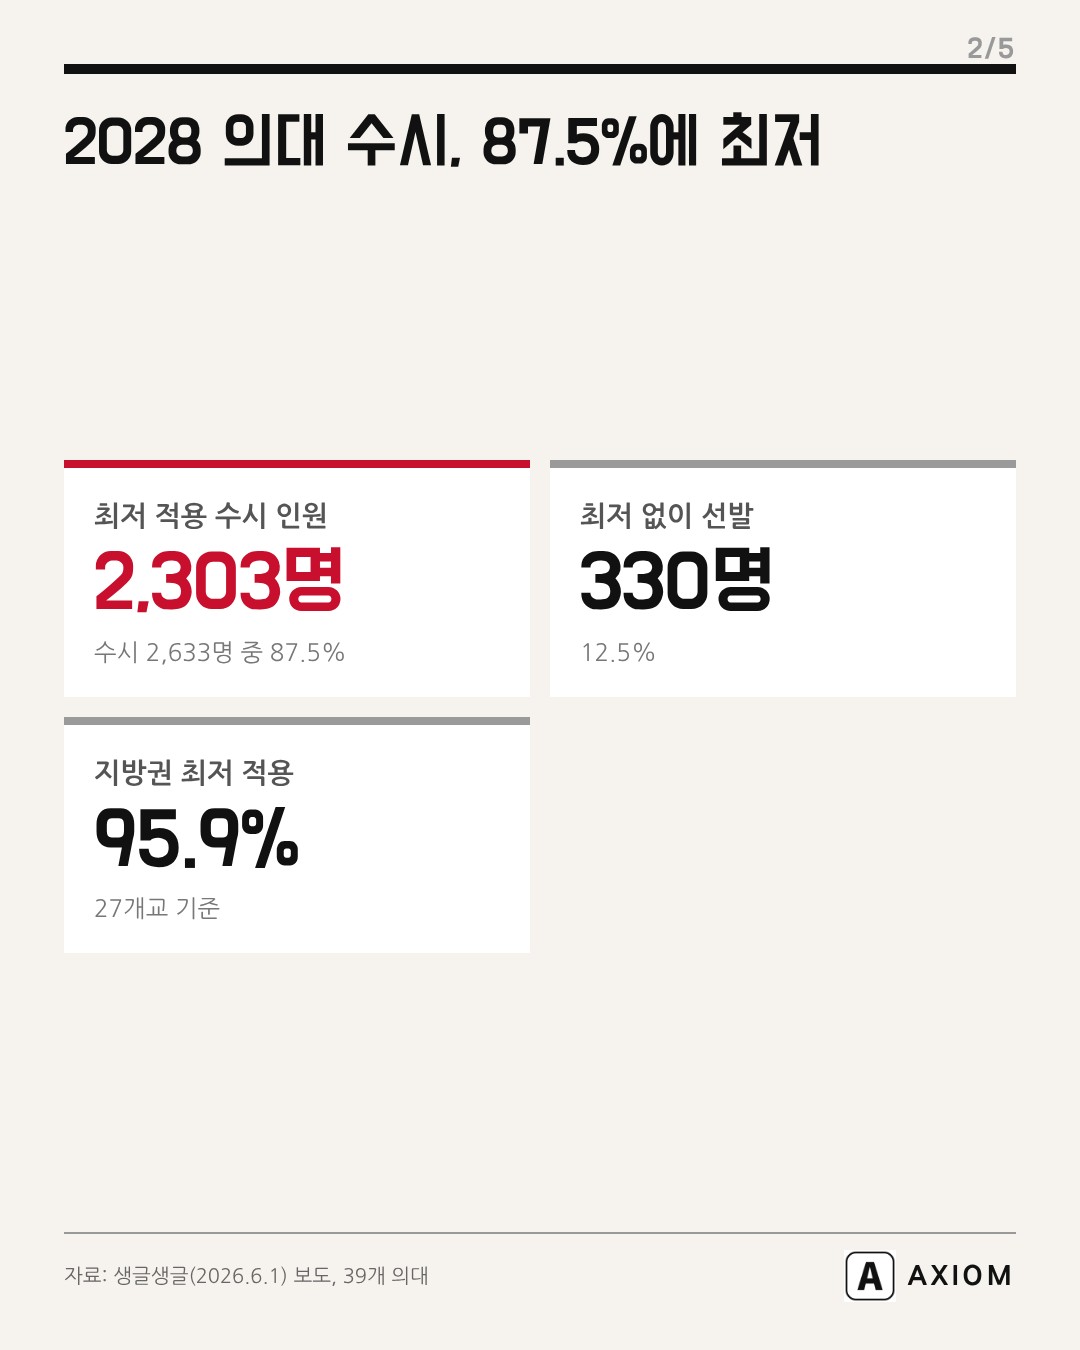 2/5
2028 의대 수시, 87.5%에 최저
최저 적용 수시 인원
2,303명
수시 2,633명 중 87.5%
최저 없이 선발
330명
12.5%
지방권 최저 적용
95.9%
27개교 기준
자료: 생글생글(2026.6.1) 보도, 39개 의대
A AXIOM